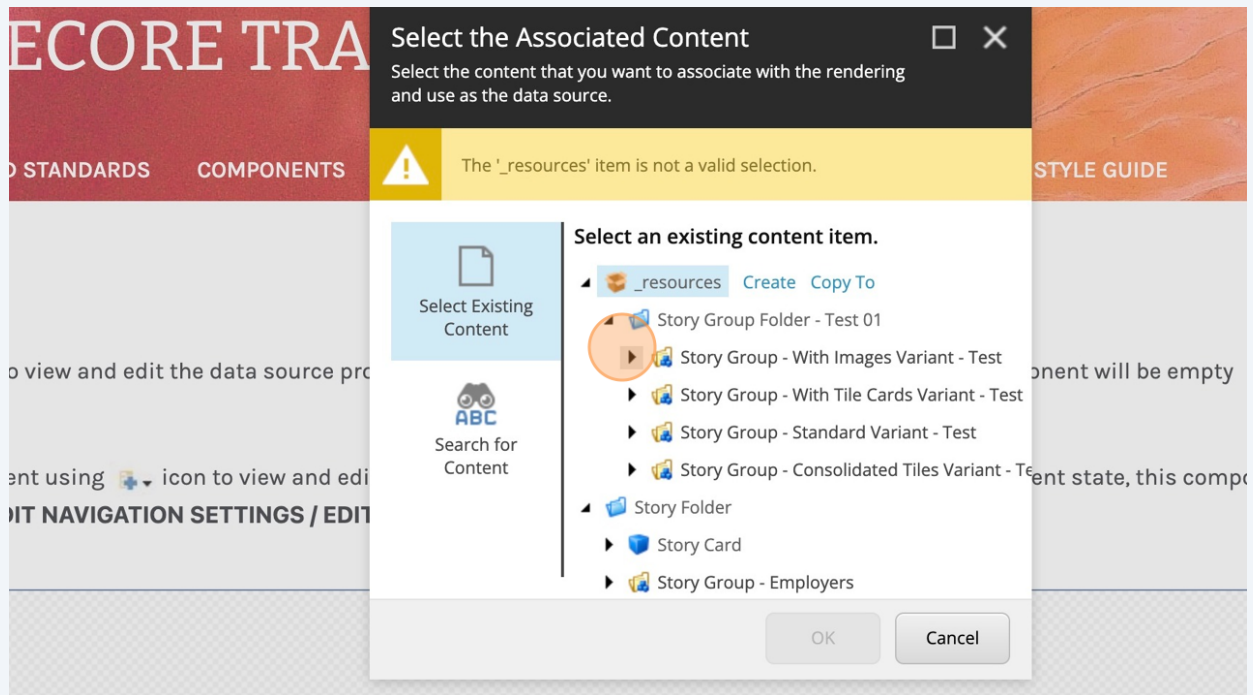 ECORE TRA
STANDARDS COMPONENTS
STYLE GUIDE
Select the Associated Content
Select the content that you want to associate with the rendering
and use as the data source.
The '_resources' item is not a valid selection.
Select Existing
Content
ABC
Search for
Content
Select an existing content item.
_resources Create Copy To
Story Group Folder - Test 01
Story Group - With Images Variant - Test
Story Group - With Tile Cards Variant - Test
Story Group - Standard Variant - Test
Story Group - Consolidated Tiles Variant - Te
Story Folder
Story Card
Story Group - Employers
OK Cancel
o view and edit the data source pro
onent will be empty
ent using icon to view and edi
ent state, this compo
DIT NAVIGATION SETTINGS / EDIT